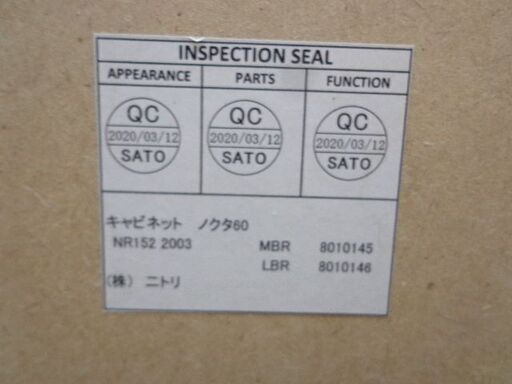 INSPECTION SEAL
APPEARANCE PARTS FUNCTION
QC QC QC
2020/03/12 2020/03/12 2020/03/12
SATO SATO SATO
キャビネット ノクタ60
NR152 2003 MBR 8010145
LBR 8010146
(株) ニトリ